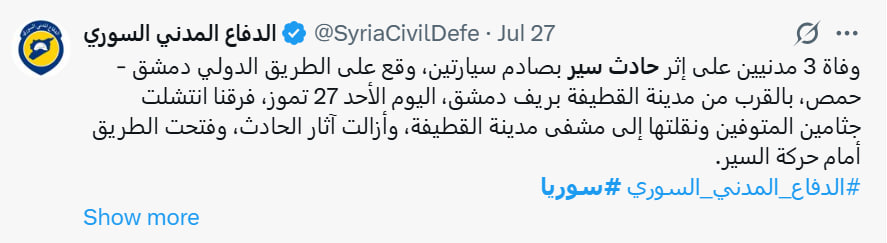 الدفاع المدني السوري @SyriaCivilDefe · Jul 27
وفاة 3 مدنيين على إثر حادث سير بصادم سيارتين، وقع على الطريق الدولي دمشق -
حمص، بالقرب من مدينة القطيفة بريف دمشق، اليوم الأحد 27 تموز، فرقنا انتشلت
جثامين المتوفين ونقلتها إلى مشفى مدينة القطيفة، وأزالت آثار الحادث، وفتحت الطريق
أمام حركة السير.
#الدفاع_المدني_السوري #سوريا
Show more